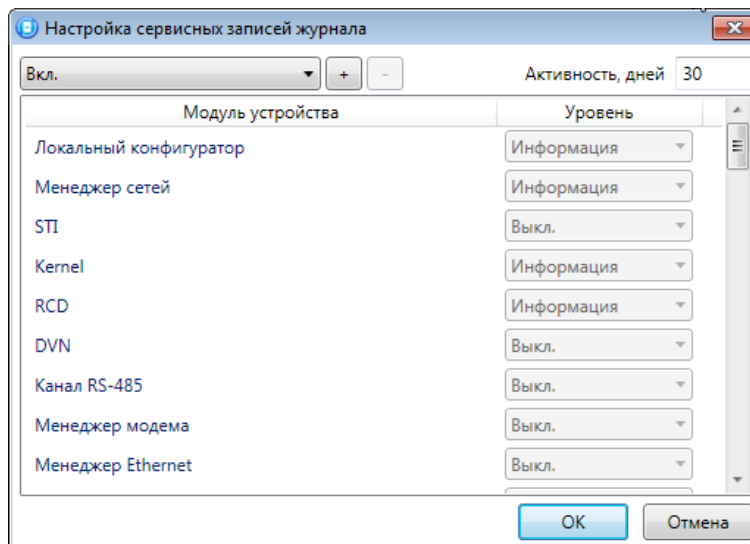 Настройка сервисных записей журнала
Вкл. + - Активность, дней 30
Модуль устройства Уровень
Локальный конфигуратор Информация
Менеджер сетей Информация
STI Выкл.
Kernel Информация
RCD Информация
DVN Выкл.
Канал RS-485 Выкл.
Менеджер модема Выкл.
Менеджер Ethernet Выкл.
OK Отмена